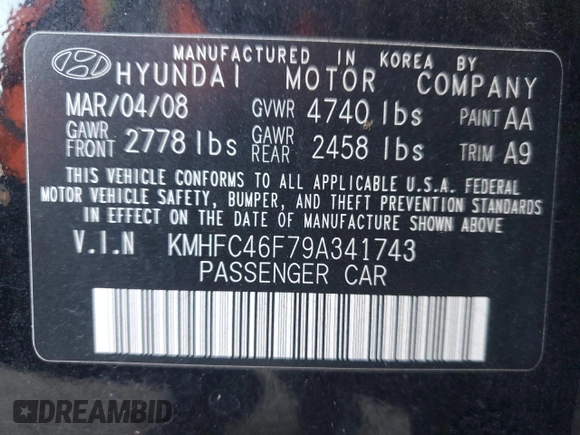 MANUFACTURED IN KOREA BY
HYUNDAI MOTOR COMPANY
MAR/04/08 GVWR 4740 lbs PAINT AA
GAWR FRONT 2778 lbs GAWR REAR 2458 lbs TRIM A9
THIS VEHICLE CONFORMS TO ALL APPLICABLE U.S.A. FEDERAL
MOTOR VEHICLE SAFETY, BUMPER, AND THEFT PREVENTION STANDARDS
IN EFFECT ON THE DATE OF MANUFACTURE SHOWN ABOVE
V.I.N KMHFC46F79A341743
PASSENGER CAR
DREAMBID